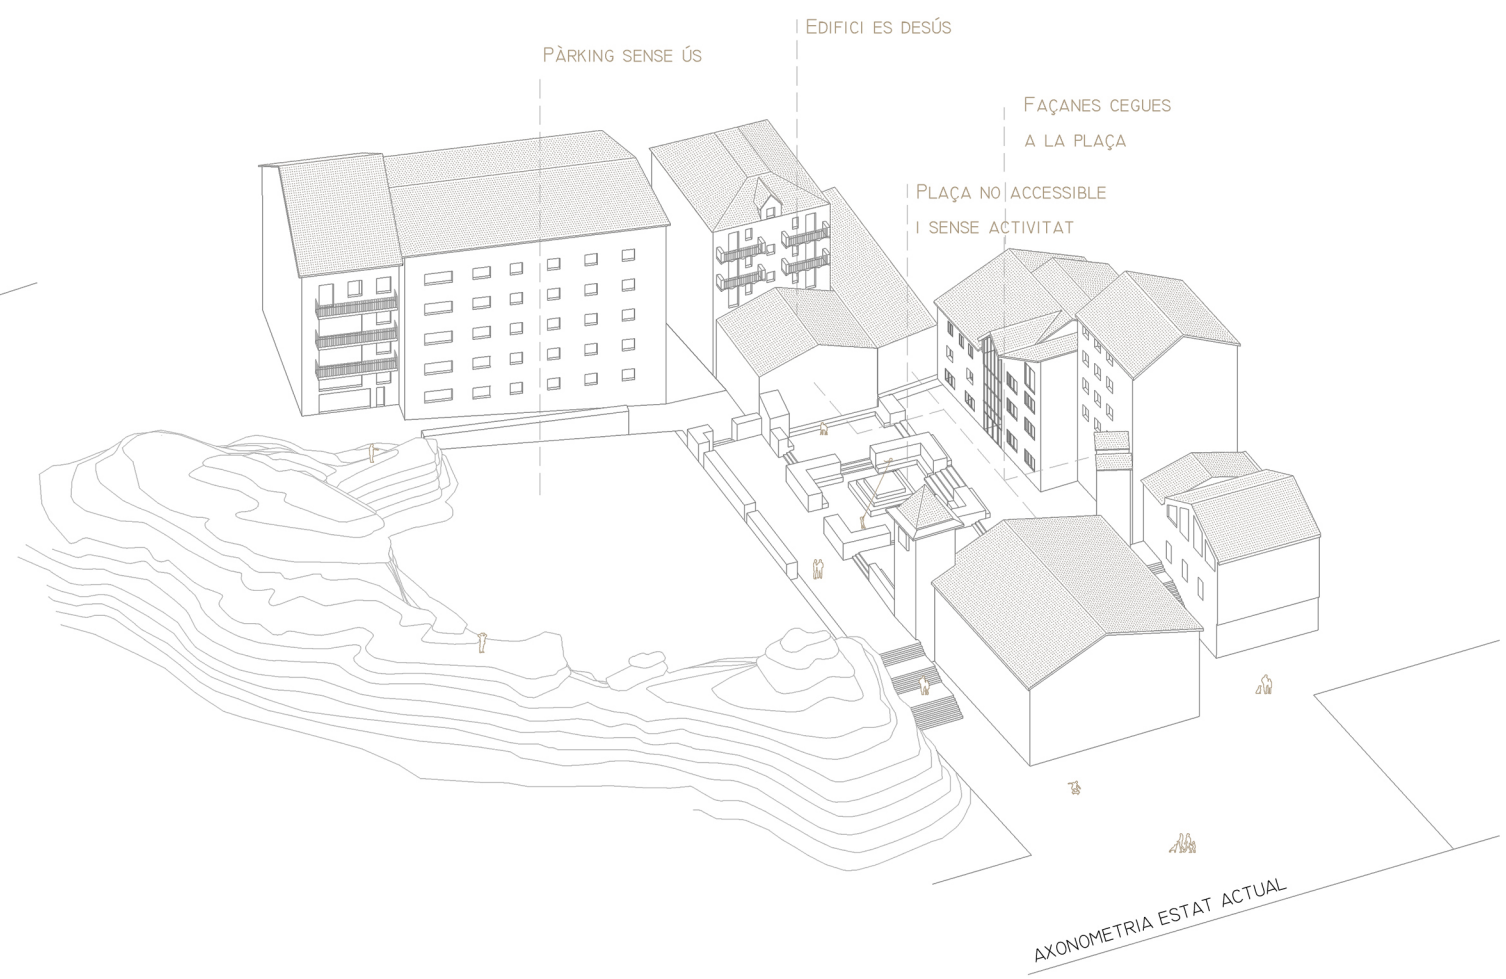 EDIFICI ES DESÚS
PÀRKING SENSE ÚS
FAÇANES CEGUES
A LA PLAÇA
PLAÇA NO ACCESSIBLE
I SENSE ACTIVITAT
AXONOMETRIA ESTAT ACTUAL